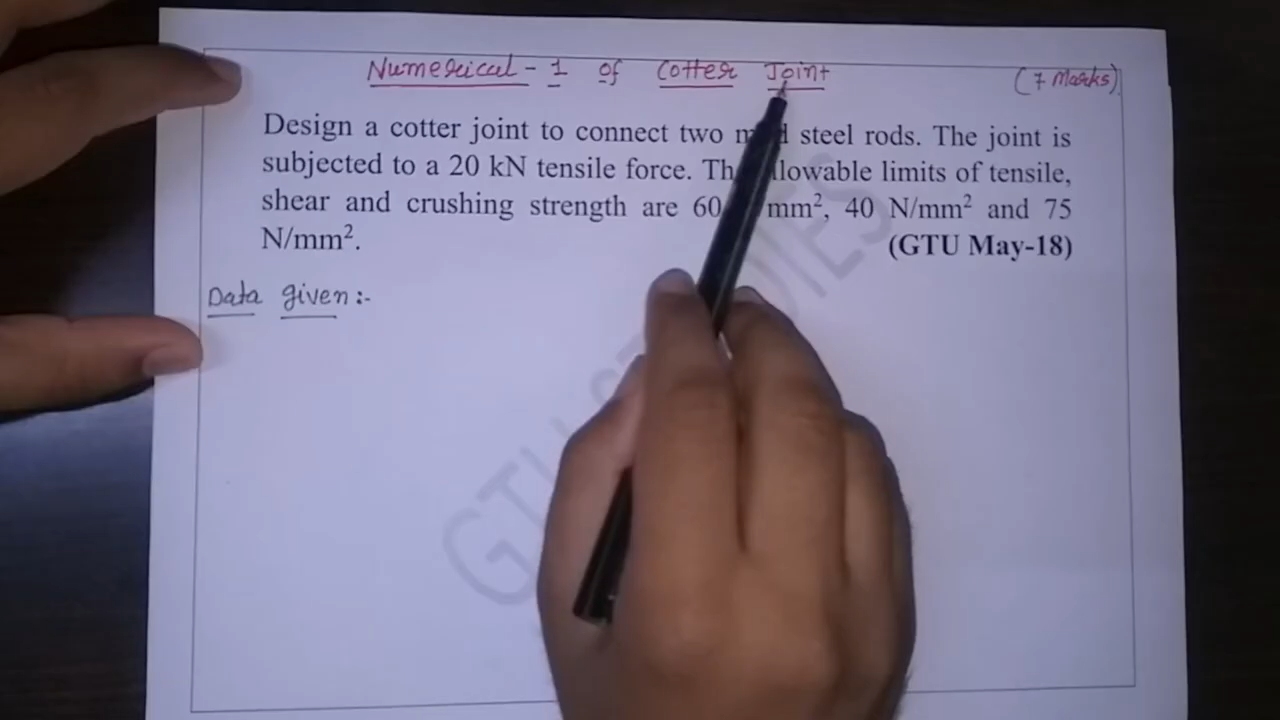 Numerical - 1 of Cotter Joint (7 Marks)
Design a cotter joint to connect two steel rods. The joint is
subjected to a 20 kN tensile force. limits of tensile,
shear and crushing strength are 60 mm², 40 N/mm² and 75
N/mm².
(GTU May-18)
Data given :-